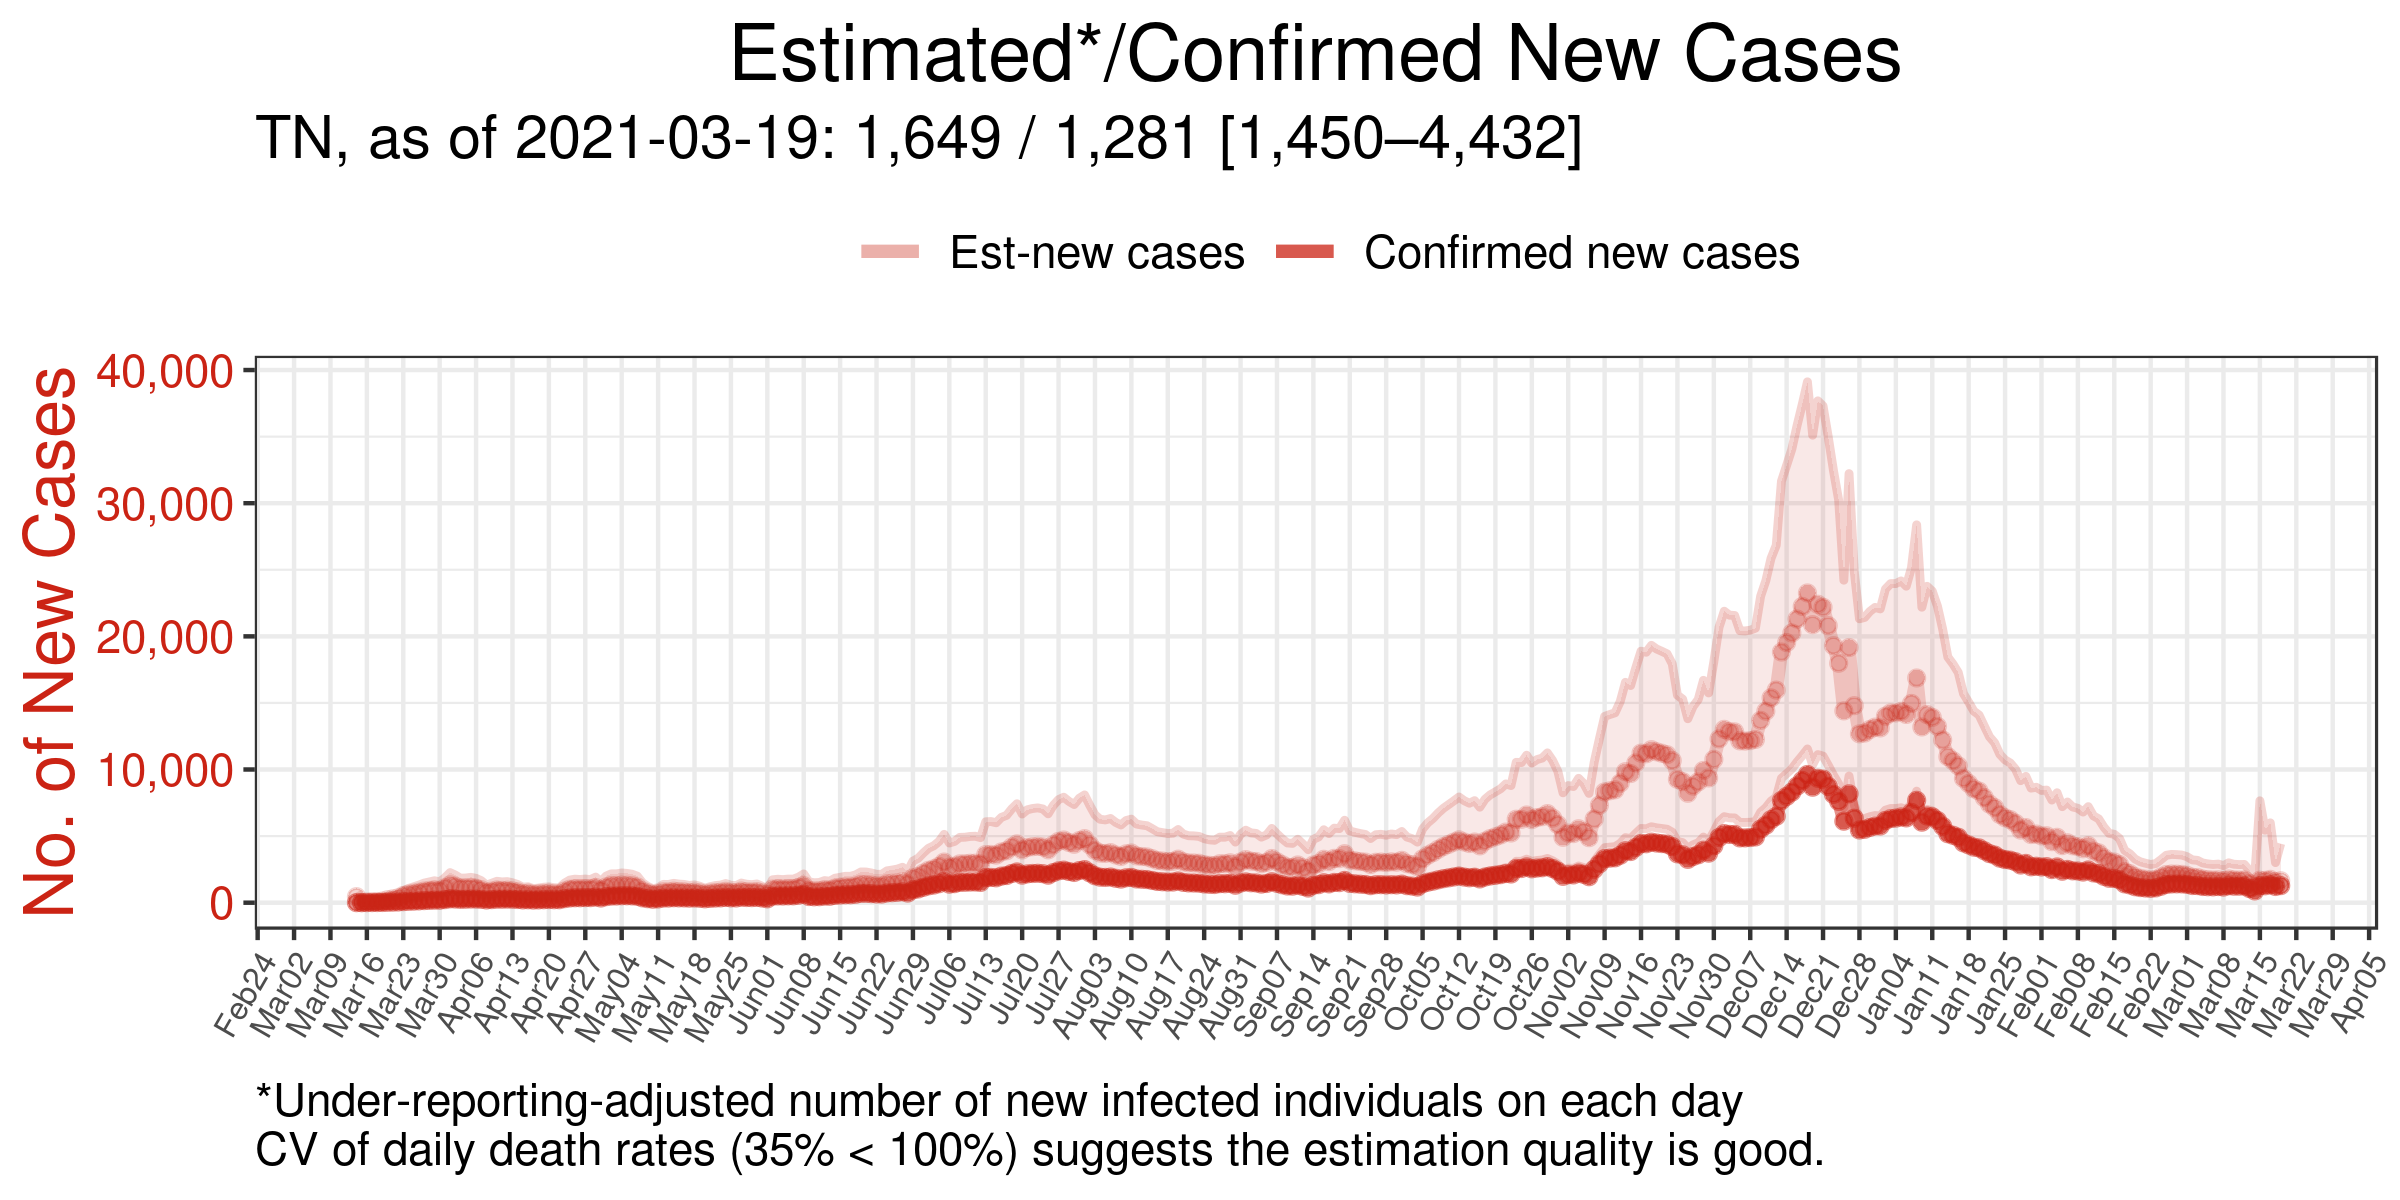 Estimated*/Confirmed New Cases
TN, as of 2021-03-19: 1,649 / 1,281 [1,450–4,432]
Est-new cases Confirmed new cases
No. of New Cases
40,000
30,000
20,000
10,000
0
Feb24 Mar02 Mar09 Mar16 Mar23 Mar30 Apr06 Apr13 Apr20 Apr27 May04 May11 May18 May25 Jun01 Jun08 Jun15 Jun22 Jun29 Jul06 Jul13 Jul20 Jul27 Aug03 Aug10 Aug17 Aug24 Aug31 Sep07 Sep14 Sep21 Sep28 Oct05 Oct12 Oct19 Oct26 Nov02 Nov09 Nov16 Nov23 Nov30 Dec07 Dec14 Dec21 Dec28 Jan04 Jan11 Jan18 Jan25 Feb01 Feb08 Feb15 Feb22 Mar01 Mar08 Mar15 Mar22 Mar29 Apr05
*Under-reporting-adjusted number of new infected individuals on each day
CV of daily death rates (35% < 100%) suggests the estimation quality is good.